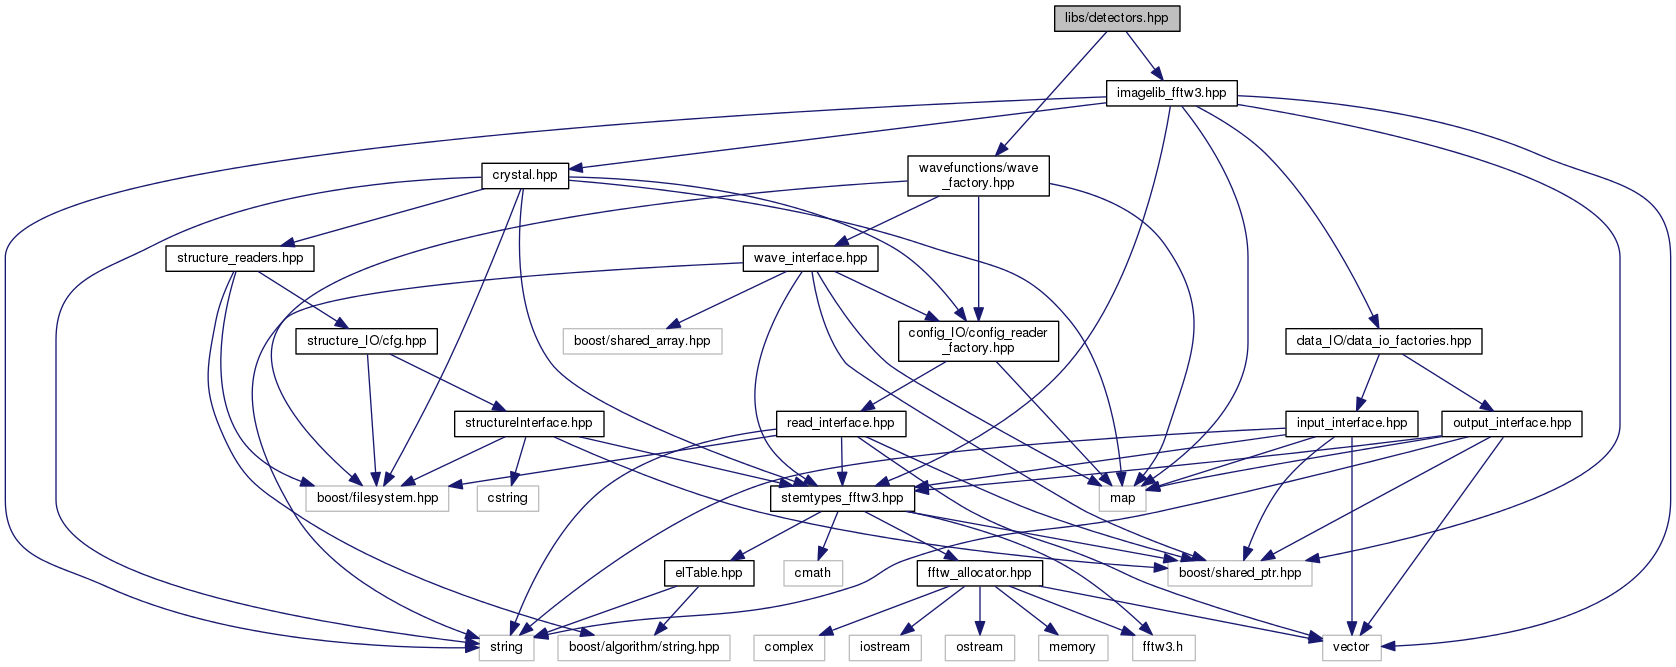 libs/detectors.hpp
imagelib_fftw3.hpp
crystal.hpp
wavefunctions/wave
_factory.hpp
structure_readers.hpp
wave_interface.hpp
structure_IO/cfg.hpp
boost/shared_array.hpp
config_IO/config_reader
_factory.hpp
data_IO/data_io_factories.hpp
structureInterface.hpp
read_interface.hpp
input_interface.hpp
output_interface.hpp
boost/filesystem.hpp
cstring
stemtypes_fftw3.hpp
map
elTable.hpp
cmath
fftw_allocator.hpp
boost/shared_ptr.hpp
string
boost/algorithm/string.hpp
complex
iostream
ostream
memory
fftw3.h
vector